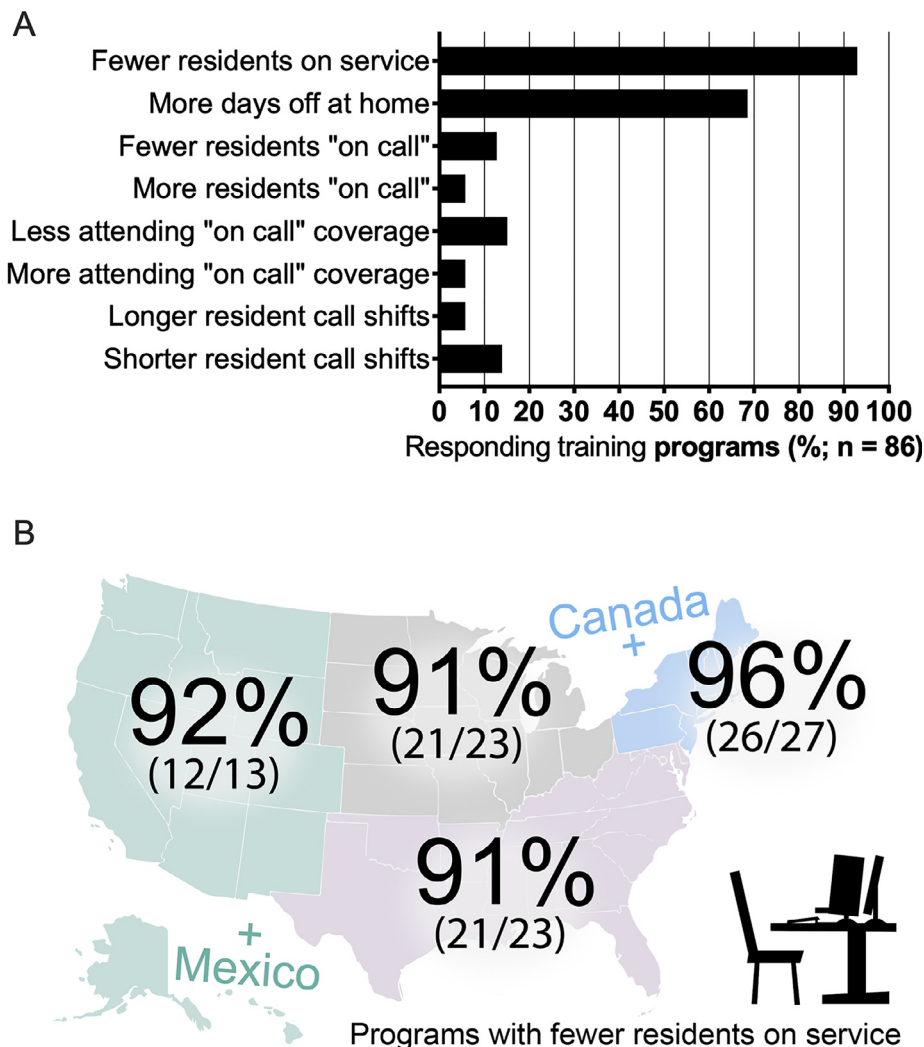 A
Fewer residents on service
More days off at home
Fewer residents "on call"
More residents "on call"
Less attending "on call" coverage
More attending "on call" coverage
Longer resident call shifts
Shorter resident call shifts
0 10 20 30 40 50 60 70 80 90 100
Responding training programs (%; n = 86)
B
Canada
+
92%
(12/13)
91%
(21/23)
96%
(26/27)
91%
(21/23)
+
Mexico
Programs with fewer residents on service